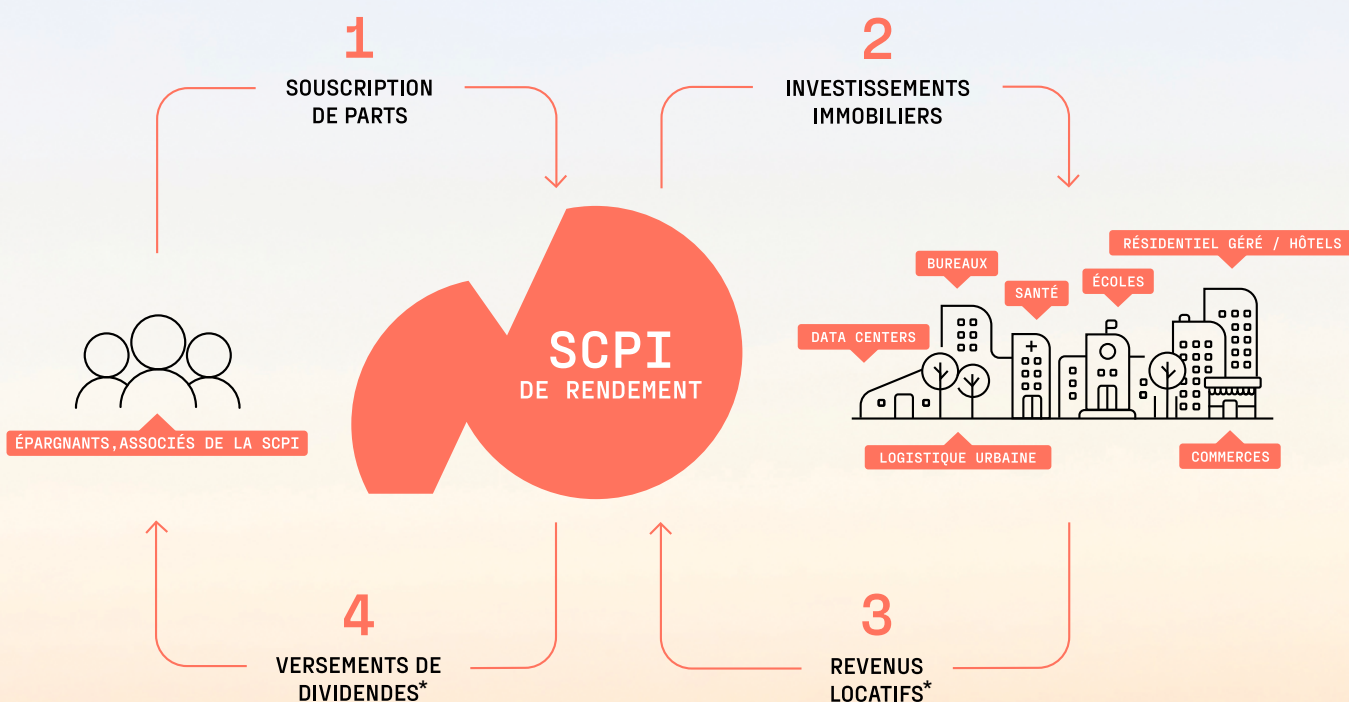 1
SOUSCRIPTION
DE PARTS
2
INVESTISSEMENTS
IMMOBILIERS
RÉSIDENTIEL GÉRÉ / HÔTELS
BUREAUX
SANTÉ
ÉCOLES
DATA CENTERS
SCPI
DE RENDEMENT
ÉPARGNANTS,ASSOCIÉS DE LA SCPI
LOGISTIQUE URBAINE
COMMERCES
4
VERSEMENTS DE
DIVIDENDES*
3
REVENUS
LOCATIFS*